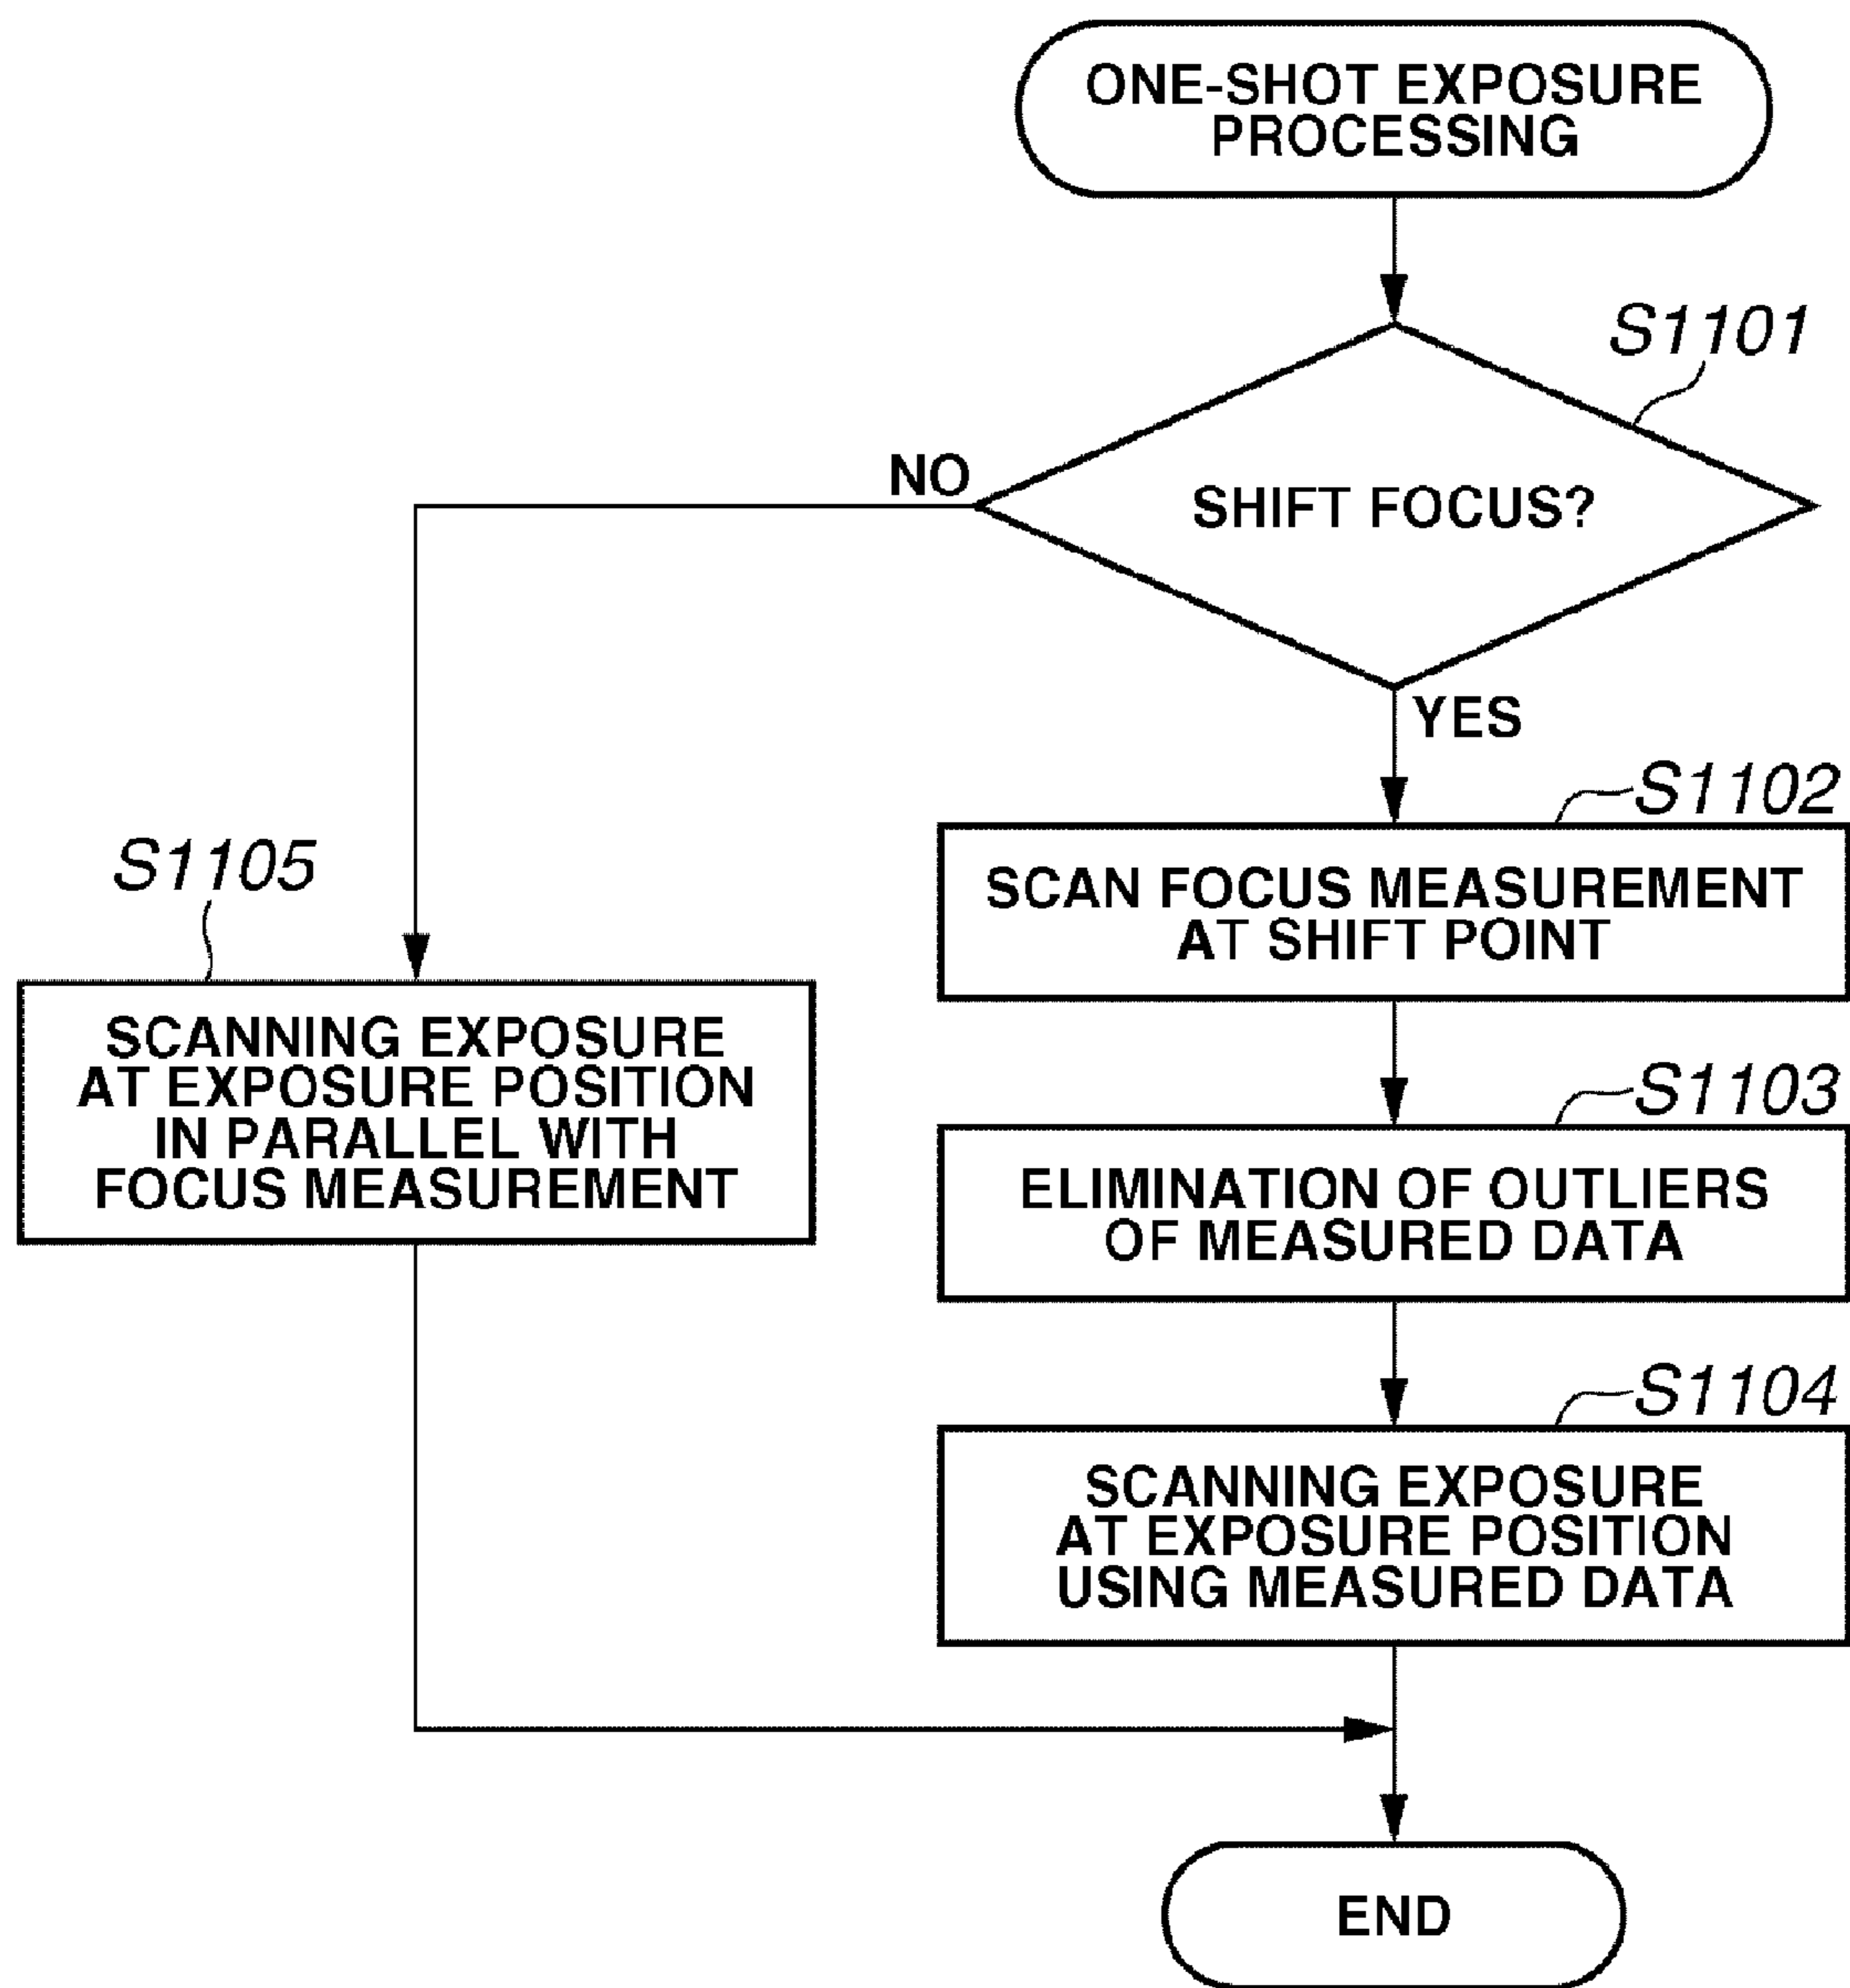 ONE-SHOT EXPOSURE
PROCESSING
S1101
NO
SHIFT FOCUS?
YES
S1102
SCAN FOCUS MEASUREMENT
AT SHIFT POINT
S1105
SCANNING EXPOSURE
AT EXPOSURE POSITION
IN PARALLEL WITH
FOCUS MEASUREMENT
S1103
ELIMINATION OF OUTLIERS
OF MEASURED DATA
S1104
SCANNING EXPOSURE
AT EXPOSURE POSITION
USING MEASURED DATA
END